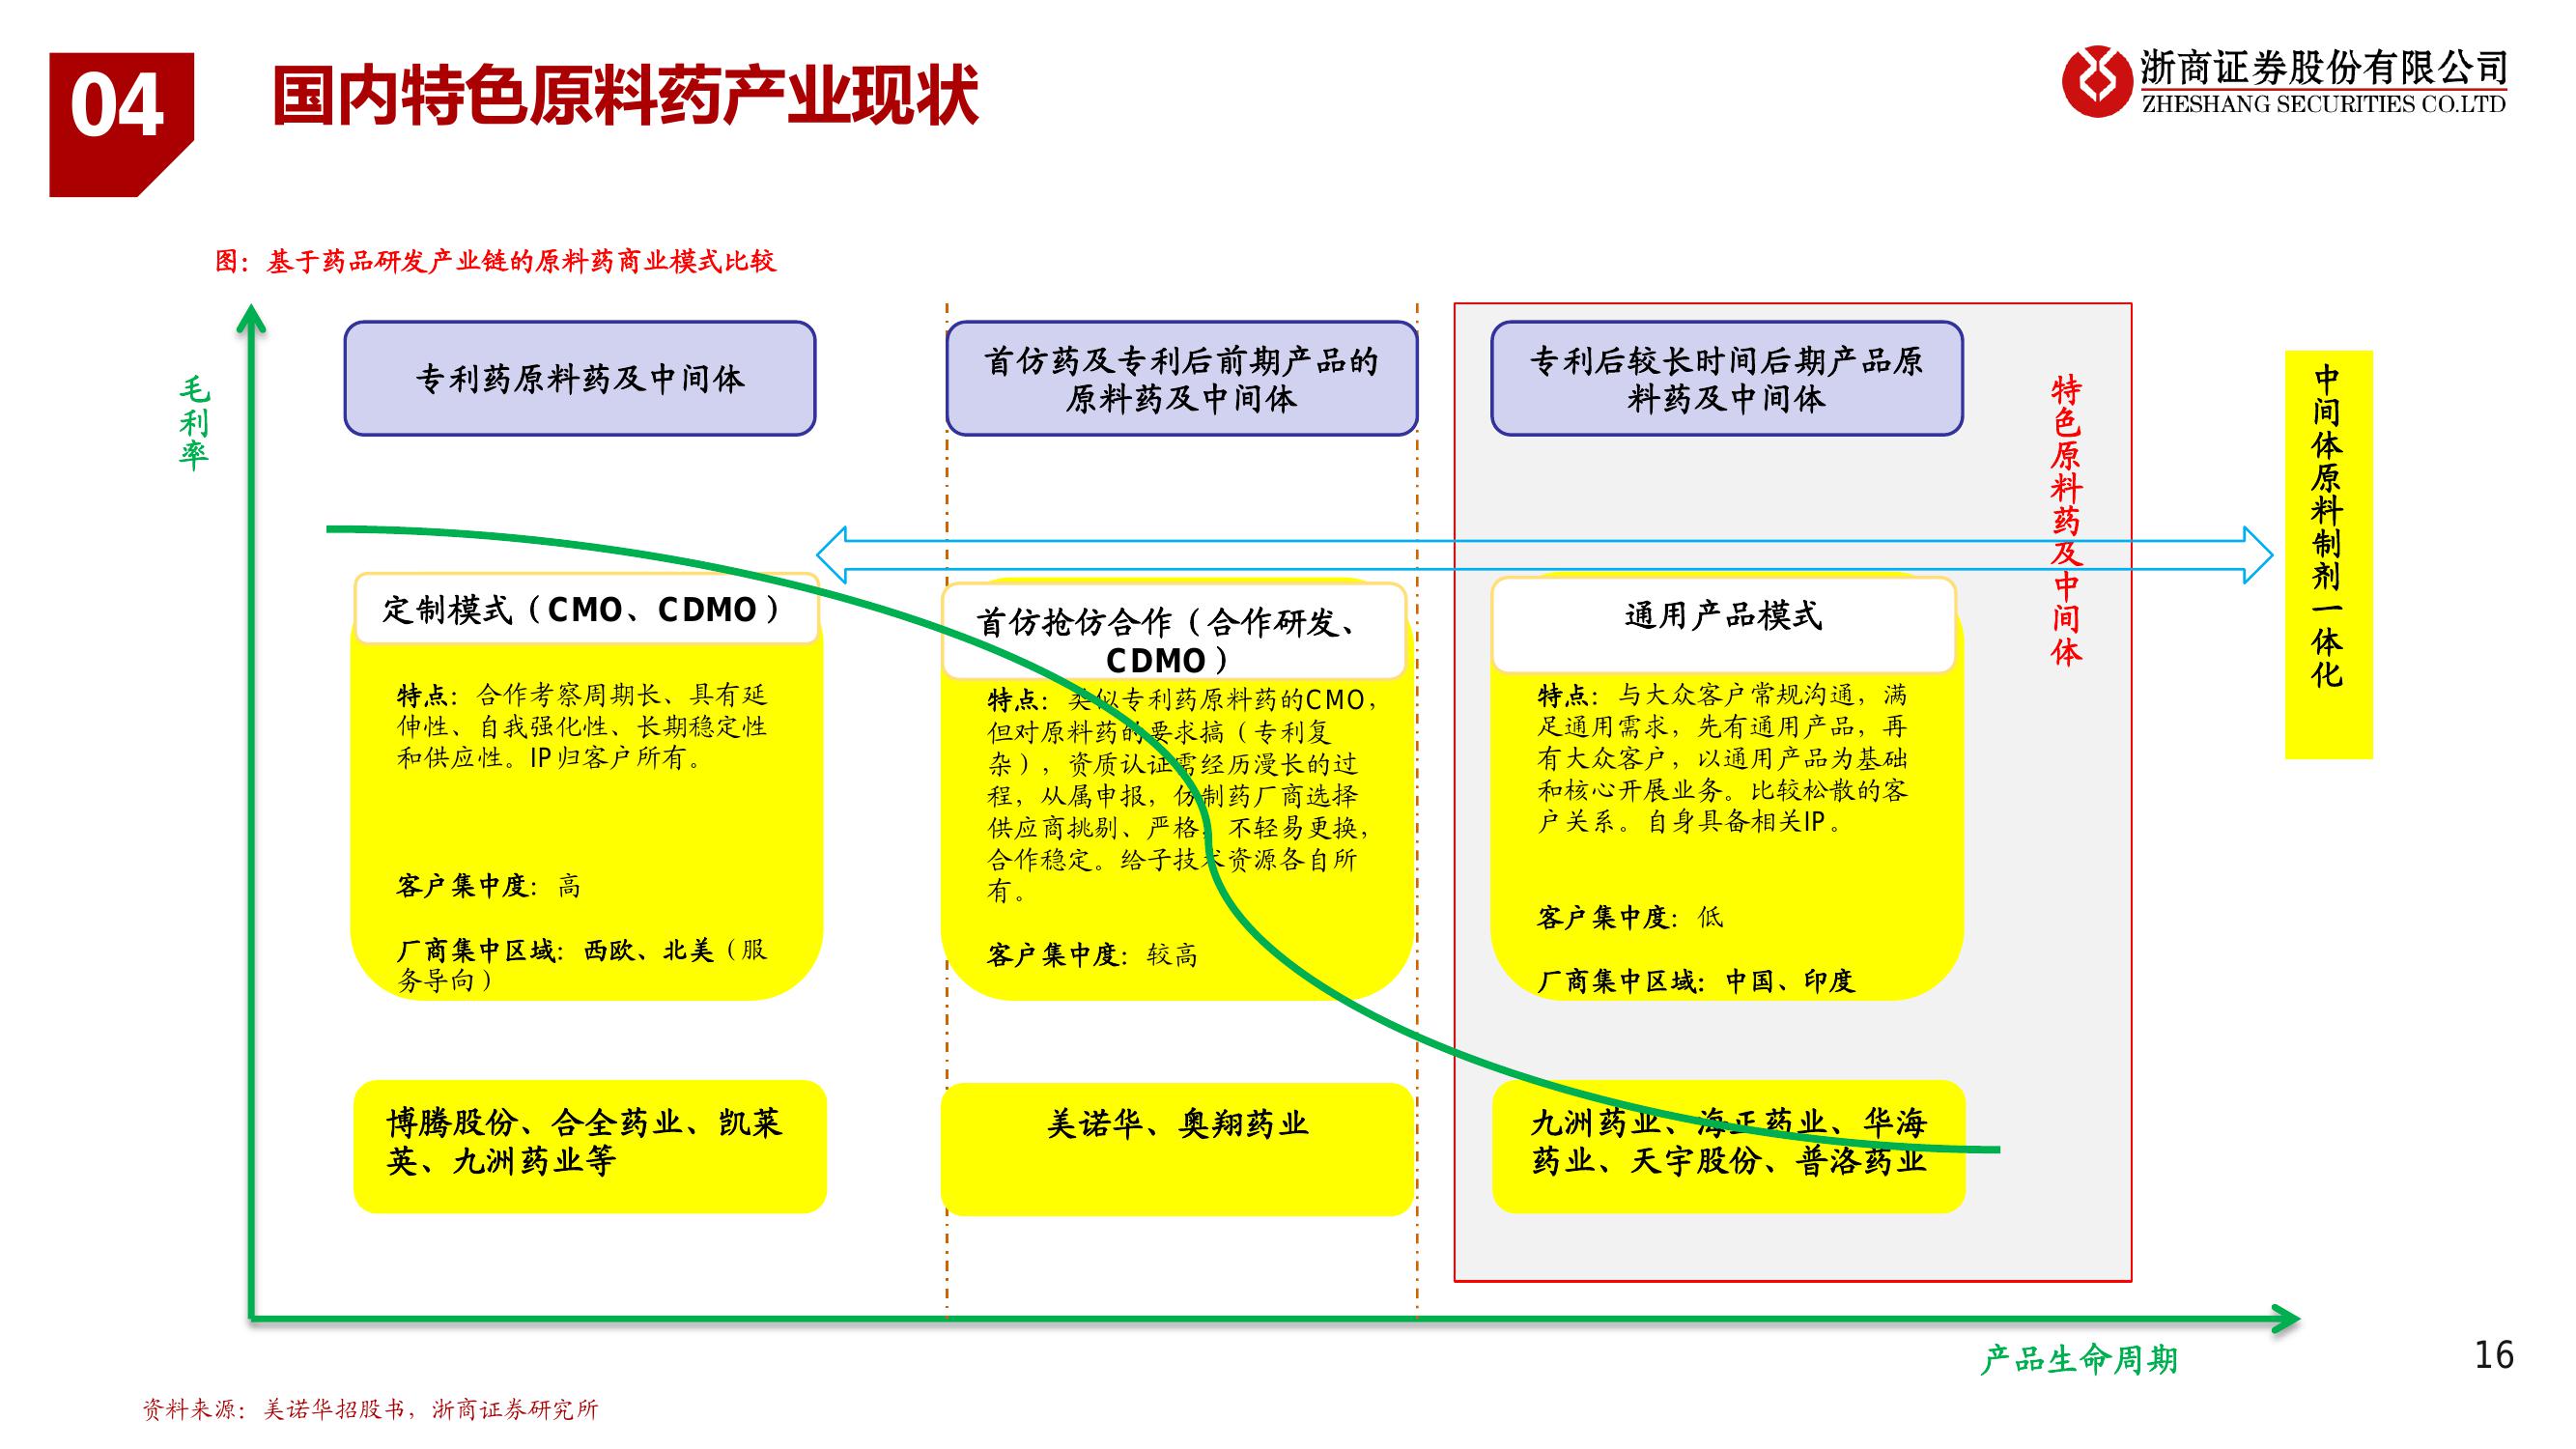 04
国内特色原料药产业现状
浙商证券股份有限公司
ZHESHANG SECURITIES CO.LTD
图：基于药品研发产业链的原料药商业模式比较
毛利率
专利药原料药及中间体
首仿药及专利后前期产品的
原料药及中间体
专利后较长时间后期产品原
料药及中间体
特色原料药及中间体
中间体原料制剂一体化
定制模式（CMO、CDMO）
特点：合作考察周期长、具有延
伸性、自我强化性、长期稳定性
和供应性。IP归客户所有。
客户集中度：高
厂商集中区域：西欧、北美（服
务导向）
首仿抢仿合作（合作研发、
CDMO）
特点：类似专利药原料药的CMO，
但对原料药的要求搞（专利复
杂），资质认证需经历漫长的过
程，从属申报，仿制药厂商选择
供应商挑剔、严格，不轻易更换，
合作稳定。给子技术资源各自所
有。
客户集中度：较高
通用产品模式
特点：与大众客户常规沟通，满
足通用需求，先有通用产品，再
有大众客户，以通用产品为基础
和核心开展业务。比较松散的客
户关系。自身具备相关IP。
客户集中度：低
厂商集中区域：中国、印度
博腾股份、合全药业、凯莱
英、九洲药业等
美诺华、奥翔药业
九洲药业、海正药业、华海
药业、天宇股份、普洛药业
产品生命周期
16
资料来源：美诺华招股书，浙商证券研究所